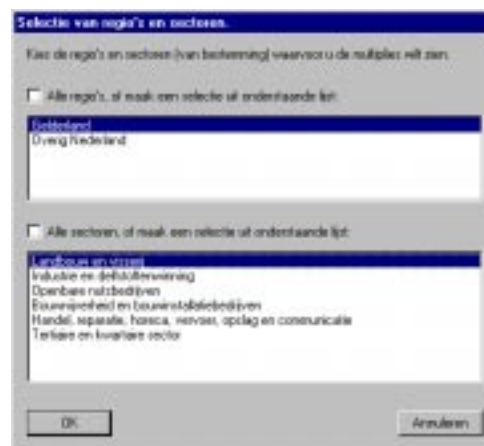 Selectie van regio's en sectoren.
Kies de regio's en sectoren (van bestemming) waarvoor u de multiplies wilt zien:
Alle regio's, of maak een selectie uit onderstaande lijst:
Gelderland
Overig Nederland
Alle sectoren, of maak een selectie uit onderstaande lijst:
Landbouw en visserij
Industrie en delfstoffenwinning
Openbare nutsbedrijven
Bouwnijverheid en bouwinstallatiebedrijven
Handel, reparatie, horeca, vervoer, opslag en communicatie
Tertiaire en kwartaire sector
OK
Annuleren